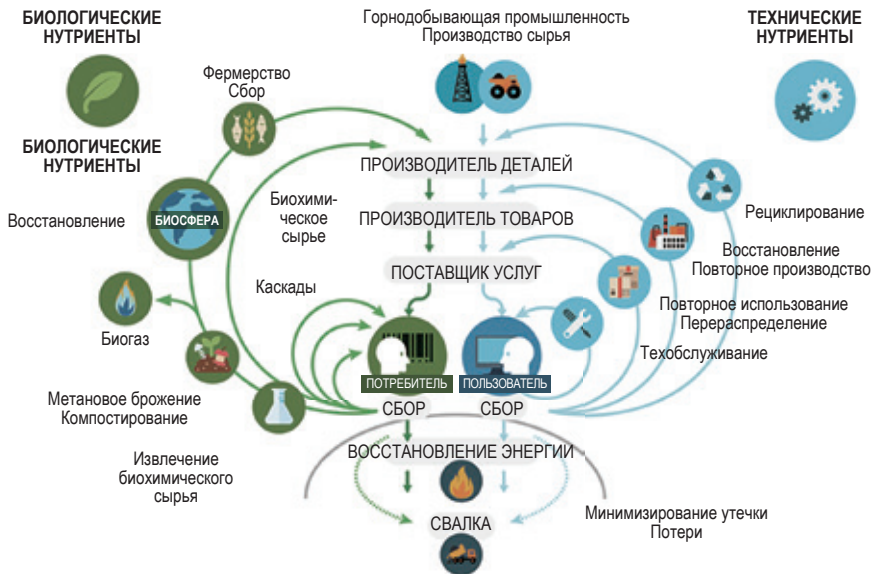 БИОЛОГИЧЕСКИЕ
НУТРИЕНТЫ
Горнодобывающая промышленность
Производство сырья
ТЕХНИЧЕСКИЕ
НУТРИЕНТЫ
Фермерство
Сбор
БИОЛОГИЧЕСКИЕ
НУТРИЕНТЫ
ПРОИЗВОДИТЕЛЬ ДЕТАЛЕЙ
Восстановление
БИОСФЕРА
Биохими-
ческое
сырье
ПРОИЗВОДИТЕЛЬ ТОВАРОВ
Рециклирование
Восстановление
Повторное производство
ПОСТАВЩИК УСЛУГ
Каскады
Повторное использование
Перераспределение
Биогаз
Техобслуживание
ПОТРЕБИТЕЛЬ
ПОЛЬЗОВАТЕЛЬ
Метановое брожение
Компостирование
СБОР
СБОР
Извлечение
биохимического
сырья
ВОССТАНОВЛЕНИЕ ЭНЕРГИИ
Минимизирование утечки
Потери
СВАЛКА